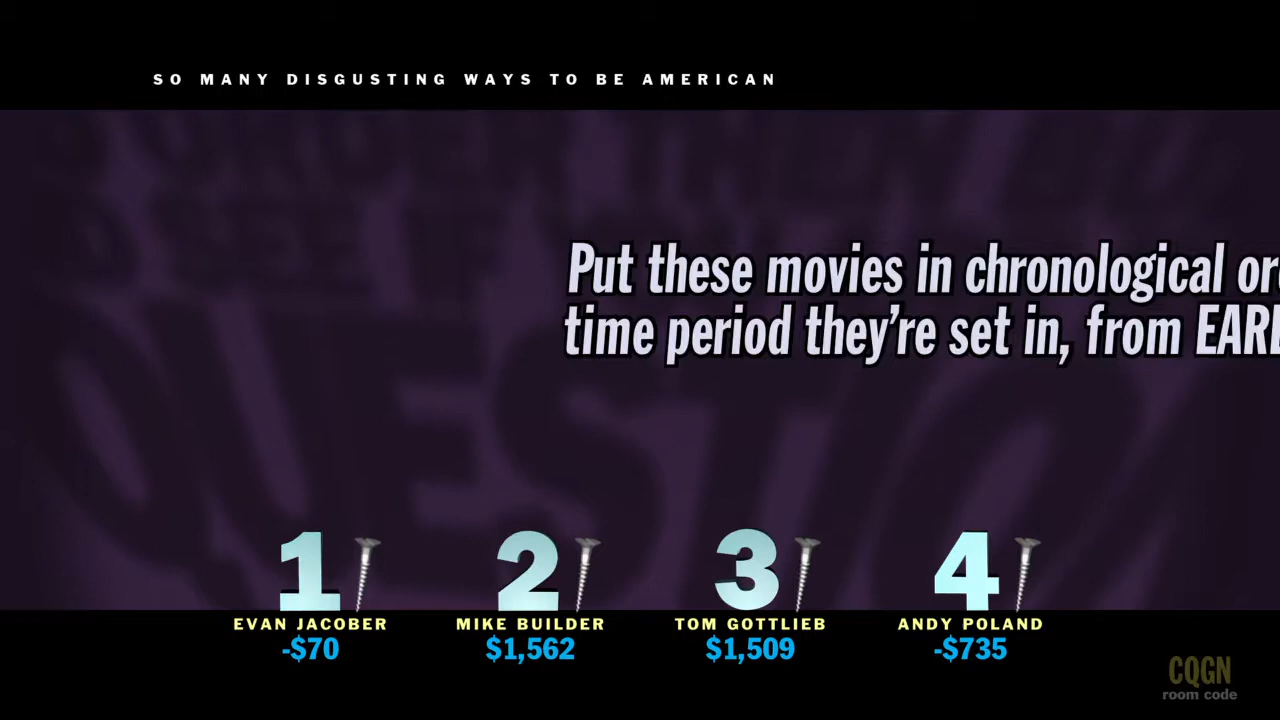 SO MANY DISGUSTING WAYS TO BE AMERICAN
Put these movies in chronological or
time period they're set in, from EARL
1 2 3 4
EVAN JACOBER MIKE BUILDER TOM GOTTLIEB ANDY POLAND
-$70 $1,562 $1,509 -$735
CQGN
room code